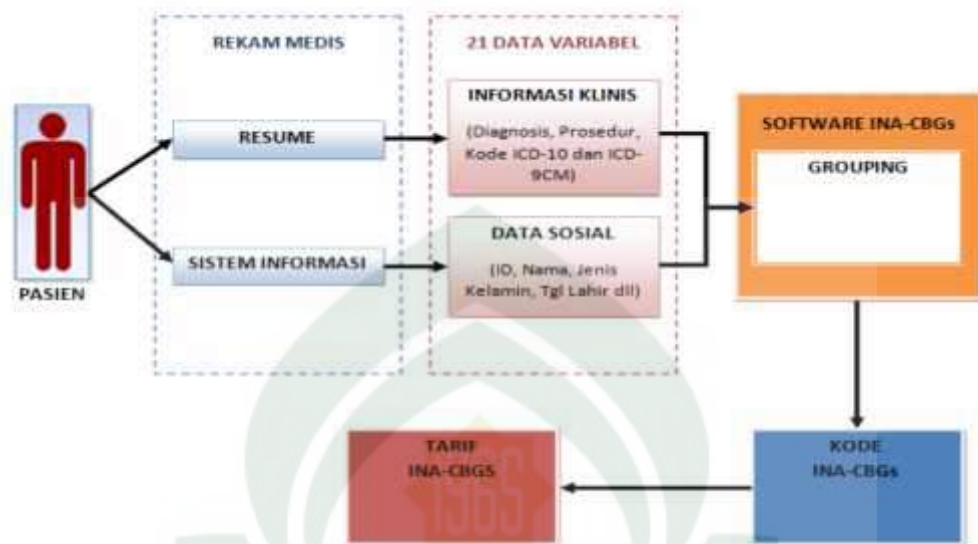 REKAM MEDIS
21 DATA VARIABEL
PASIEN
RESUME
SISTEM INFORMASI
INFORMASI KLINIS
(Diagnosis, Prosedur,
Kode ICD-10 dan ICD-
9CM)
DATA SOSIAL
(ID, Nama, Jenis
Kelamin, Tgl Lahir dll)
SOFTWARE INA-CBGs
GROUPING
TARIF
INA-CBGS
KODE
INA-CBGs
1965